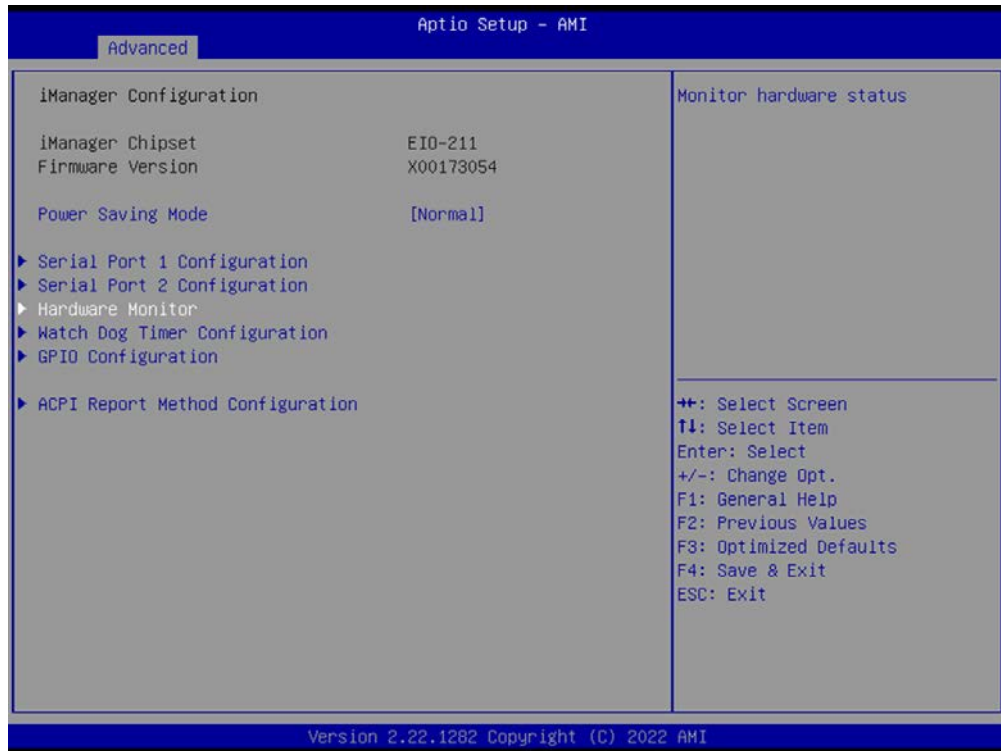 Aptio Setup – AMI
Advanced
iManager Configuration
iManager Chipset EIO-211
Firmware Version X00173054
Power Saving Mode [Normal]
▶ Serial Port 1 Configuration
▶ Serial Port 2 Configuration
▶ Hardware Monitor
▶ Watch Dog Timer Configuration
▶ GPIO Configuration
▶ ACPI Report Method Configuration
Monitor hardware status
→←: Select Screen
↑↓: Select Item
Enter: Select
+/-: Change Opt.
F1: General Help
F2: Previous Values
F3: Optimized Defaults
F4: Save & Exit
ESC: Exit
Version 2.22.1282 Copyright (C) 2022 AMI